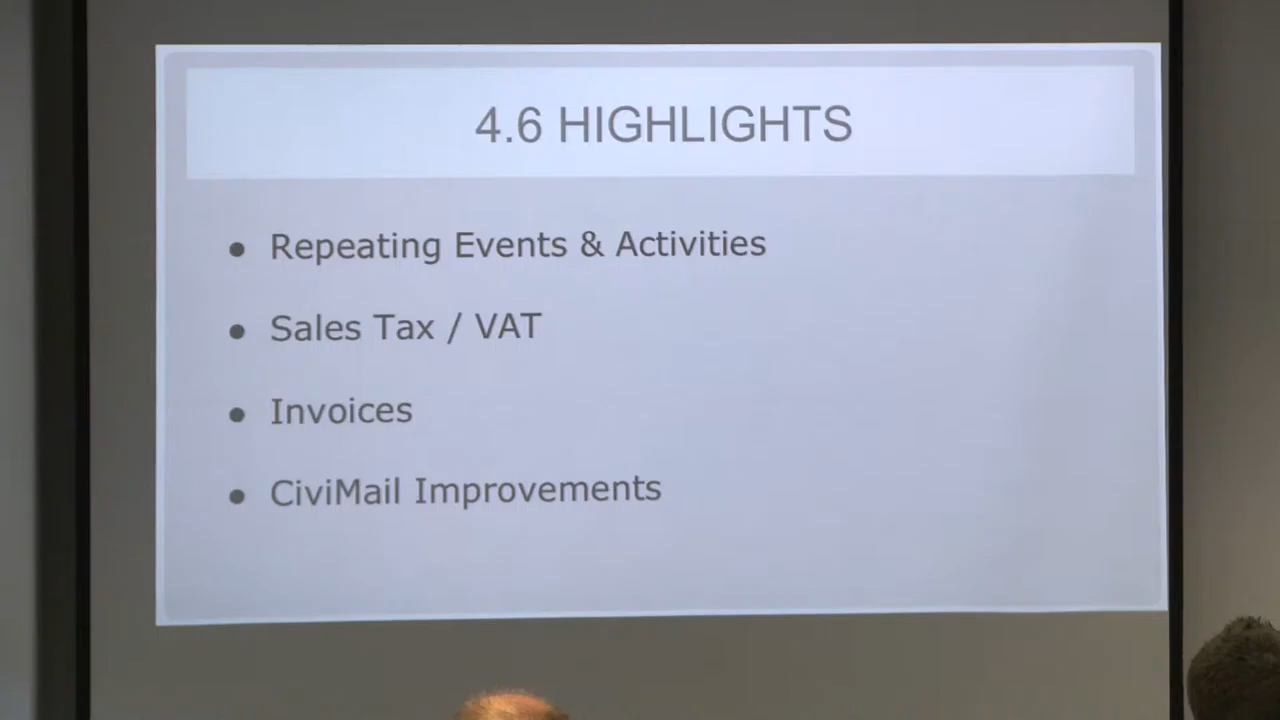 4.6 HIGHLIGHTS
Repeating Events & Activities
Sales Tax / VAT
Invoices
CiviMail Improvements